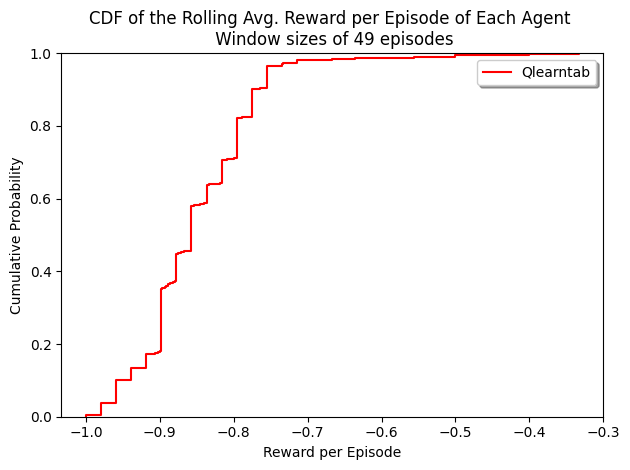 CDF of the Rolling Avg. Reward per Episode of Each Agent
Window sizes of 49 episodes
Qlearntab
Cumulative Probability
1.0
0.8
0.6
0.4
0.2
0.0
−1.0 −0.9 −0.8 −0.7 −0.6 −0.5 −0.4 −0.3
Reward per Episode